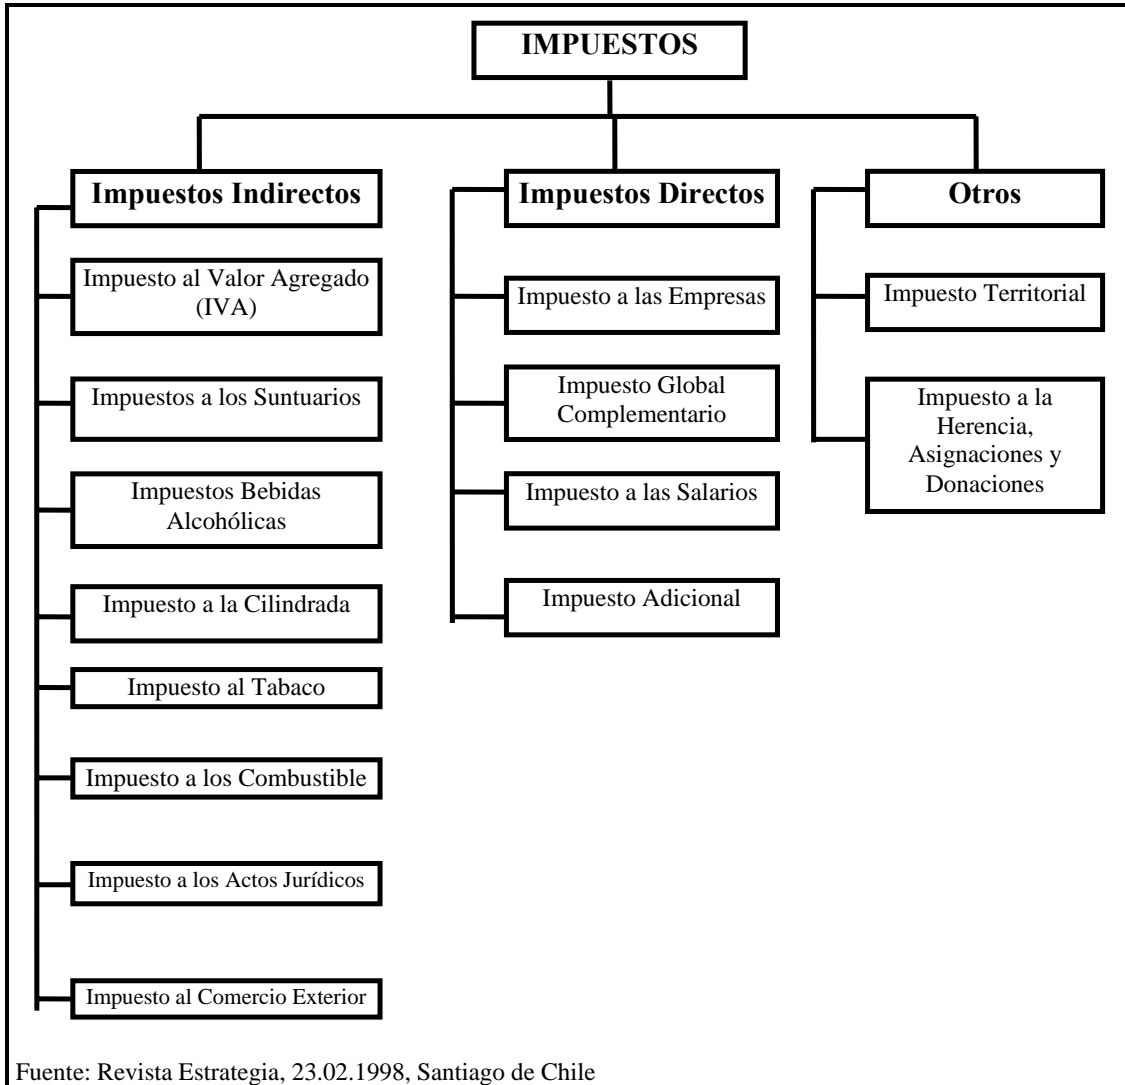 IMPUESTOS
Impuestos Indirectos
Impuesto al Valor Agregado
(IVA)
Impuestos a los Suntuarios
Impuestos Bebidas
Alcohólicas
Impuesto a la Cilindrada
Impuesto al Tabaco
Impuesto a los Combustible
Impuesto a los Actos Jurídicos
Impuesto al Comercio Exterior
Impuestos Directos
Impuesto a las Empresas
Impuesto Global
Complementario
Impuesto a las Salarios
Impuesto Adicional
Otros
Impuesto Territorial
Impuesto a la
Herencia,
Asignaciones y
Donaciones
Fuente: Revista Estrategia, 23.02.1998, Santiago de Chile